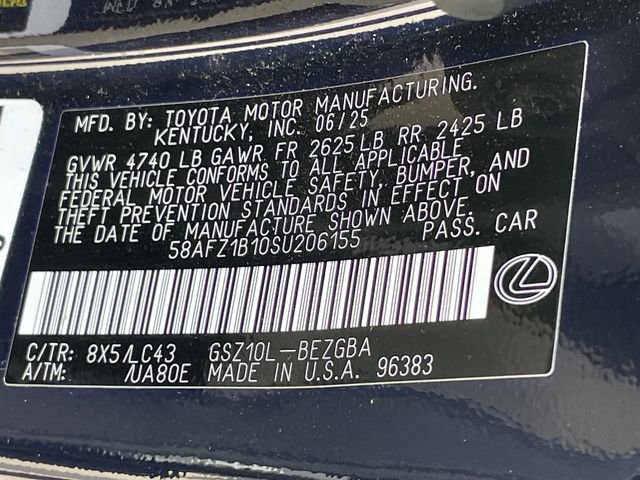 MFD. BY: TOYOTA MOTOR MANUFACTURING.
KENTUCKY, INC. 06/25
GVWR 4740 LB GAWR FR 2625 LB RR 2425 LB
THIS VEHICLE CONFORMS TO ALL APPLICABLE
FEDERAL MOTOR VEHICLE SAFETY, BUMPER, AND
THEFT PREVENTION STANDARDS IN EFFECT ON
THE DATE OF MANUFACTURE SHOWN ABOVE.
58AFZ1B10SU206155 PASS. CAR
C/TR: 8X5/LC43 GSZ10L-BEZGBA
A/TM: /UA80E MADE IN U.S.A. 96383